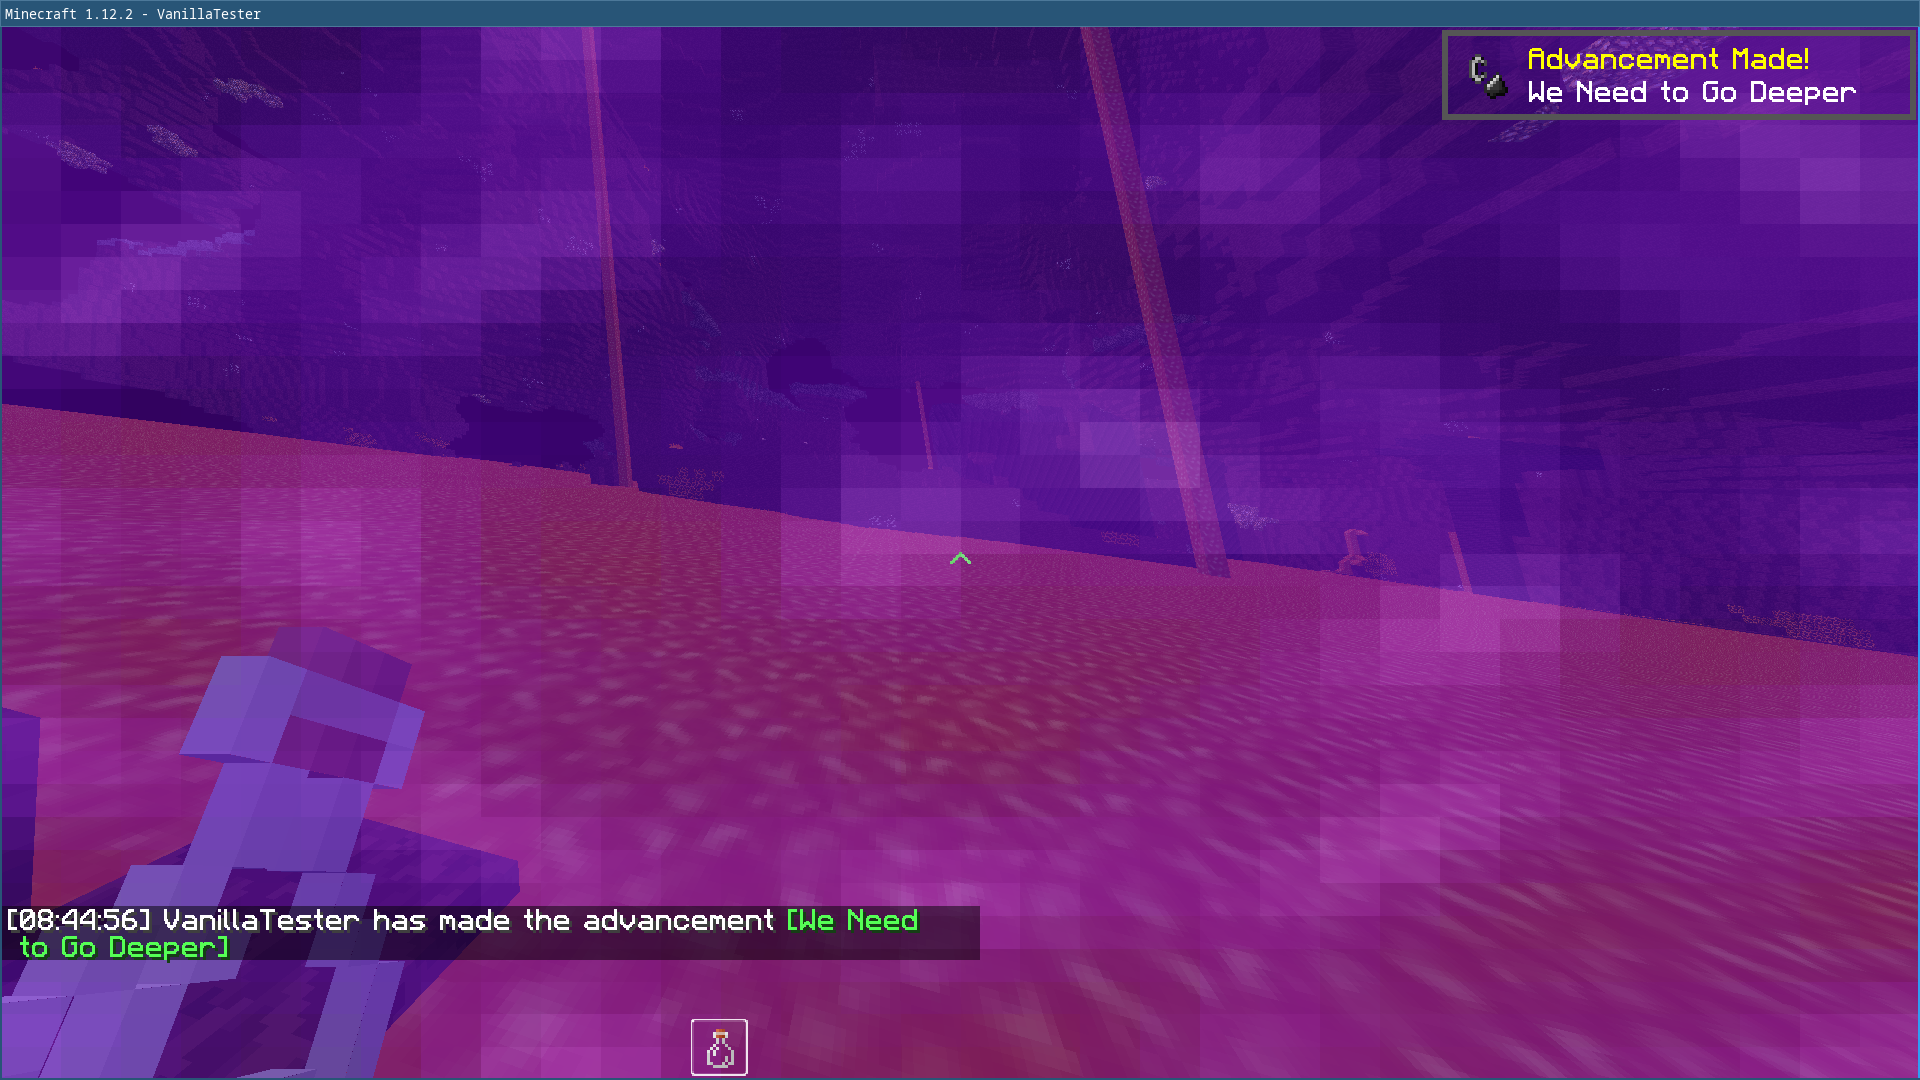 Minecraft 1.12.2 - VanillaTester
Advancement Made!
We Need to Go Deeper
[08:44:56] VanillaTester has made the advancement [We Need
to Go Deeper]